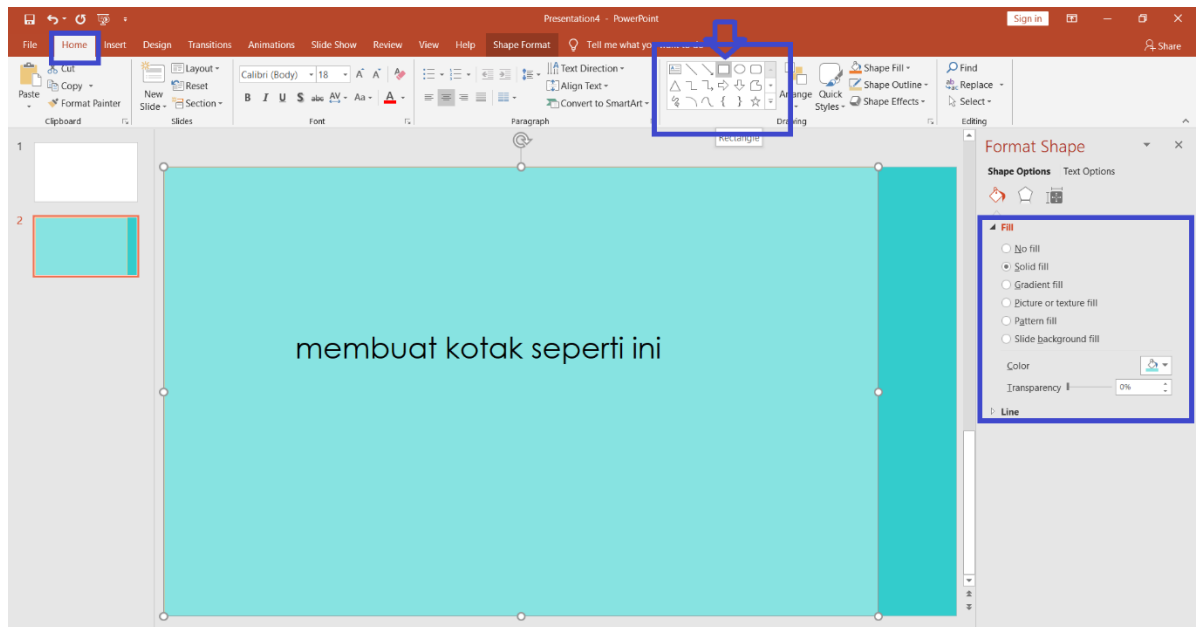 Presentation4 - PowerPoint
Sign in
File Home Insert Design Transitions Animations Slide Show Review View Help Shape Format Tell me what you
Share
Paste
Cut
Copy
Format Painter
Clipboard
New
Slide
Layout
Reset
Section
Slides
Calibri (Body) 18 A A
B I U S abc AV Aa A
Font
Text Direction
Align Text
Convert to SmartArt
Paragraph
Arrange
Quick
Styles
Shape Fill
Shape Outline
Shape Effects
Drawing
Find
Replace
Select
Editing
Rectangle
1
2
membuat kotak seperti ini
Format Shape
Shape Options Text Options
Fill
No fill
Solid fill
Gradient fill
Picture or texture fill
Pattern fill
Slide background fill
Color
Transparency 0%
Line